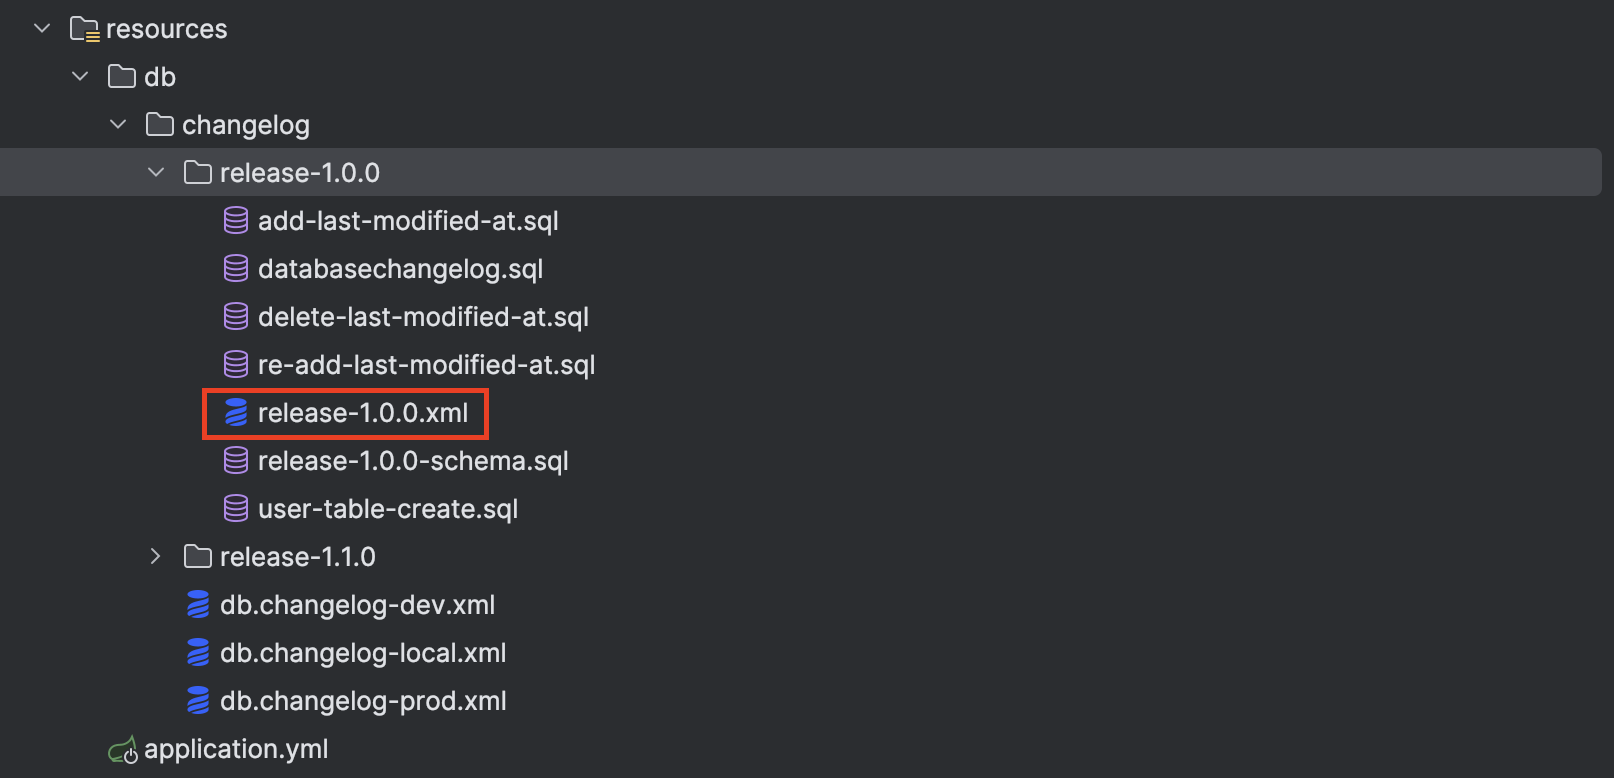 resources
db
changelog
release-1.0.0
add-last-modified-at.sql
databasechangelog.sql
delete-last-modified-at.sql
re-add-last-modified-at.sql
release-1.0.0.xml
release-1.0.0-schema.sql
user-table-create.sql
release-1.1.0
db.changelog-dev.xml
db.changelog-local.xml
db.changelog-prod.xml
application.yml